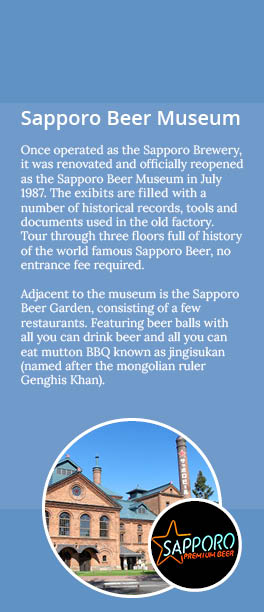 Sapporo Beer Museum
Once operated as the Sapporo Brewery,
it was renovated and officially reopened
as the Sapporo Beer Museum in July
1987. The exibits are filled with a
number of historical records, tools and
documents used in the old factory.
Tour through three floors full of history
of the world famous Sapporo Beer, no
entrance fee required.
Adjacent to the museum is the Sapporo
Beer Garden, consisting of a few
restaurants. Featuring beer balls with
all you can drink beer and all you can
eat mutton BBQ known as jingisukan
(named after the mongolian ruler
Genghis Khan).
SAPPORO
PREMIUM BEER